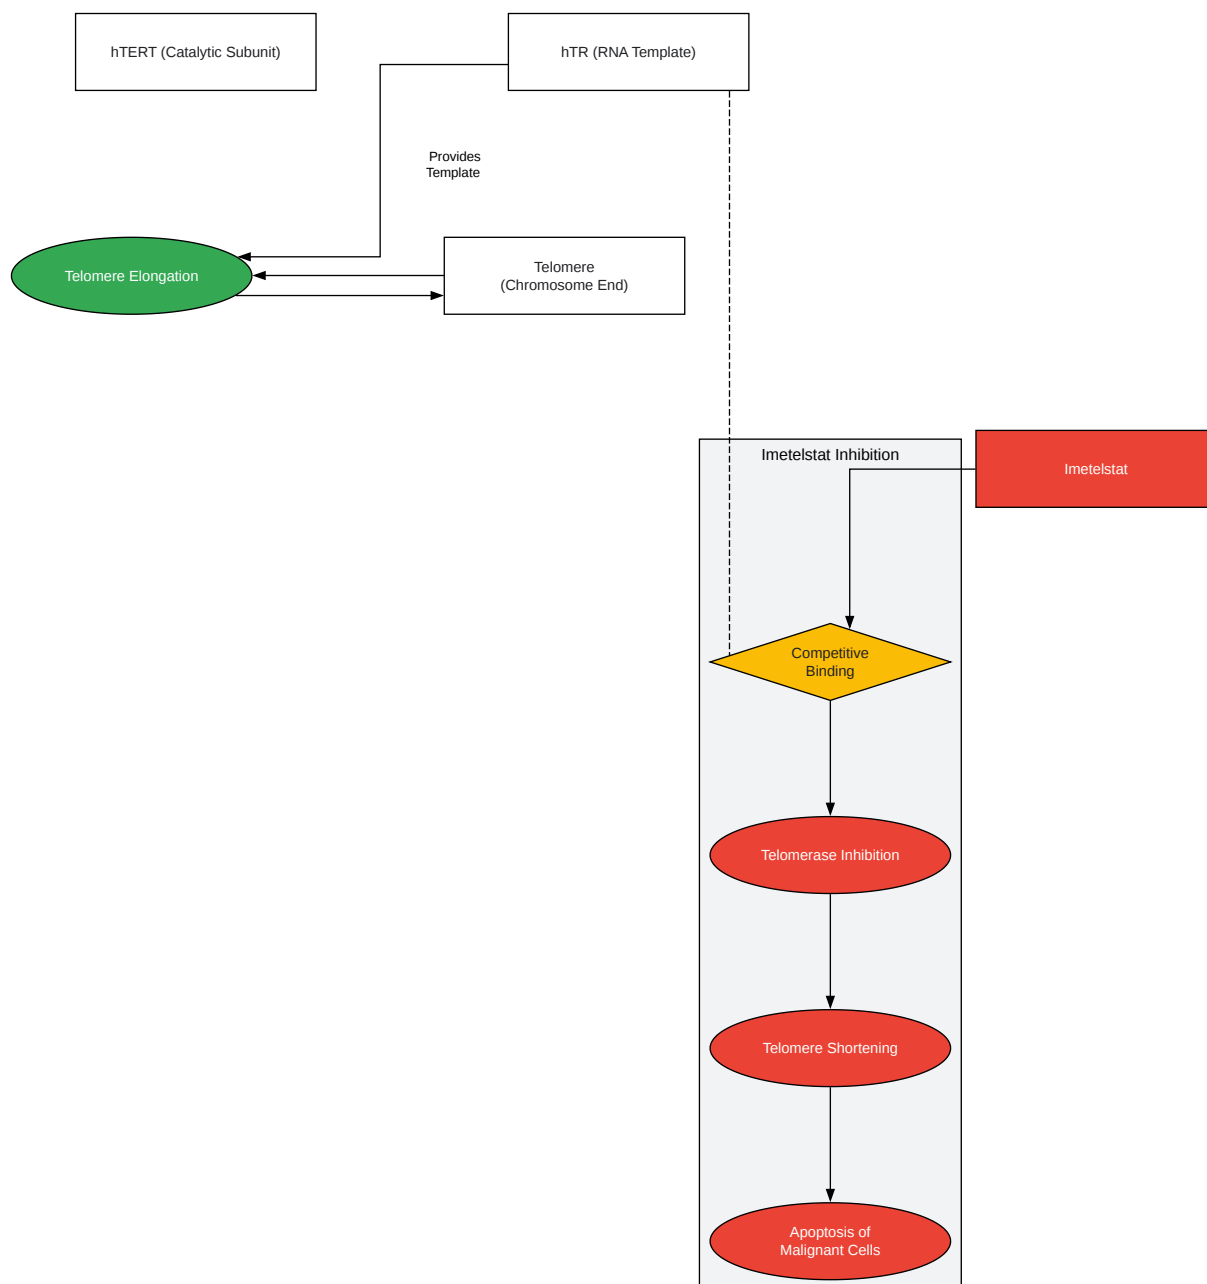 hTERT (Catalytic Subunit)
hTR (RNA Template)
Provides
Template
Telomere Elongation
Telomere
(Chromosome End)
Imetelstat Inhibition
Imetelstat
Competitive
Binding
Telomerase Inhibition
Telomere Shortening
Apoptosis of
Malignant Cells